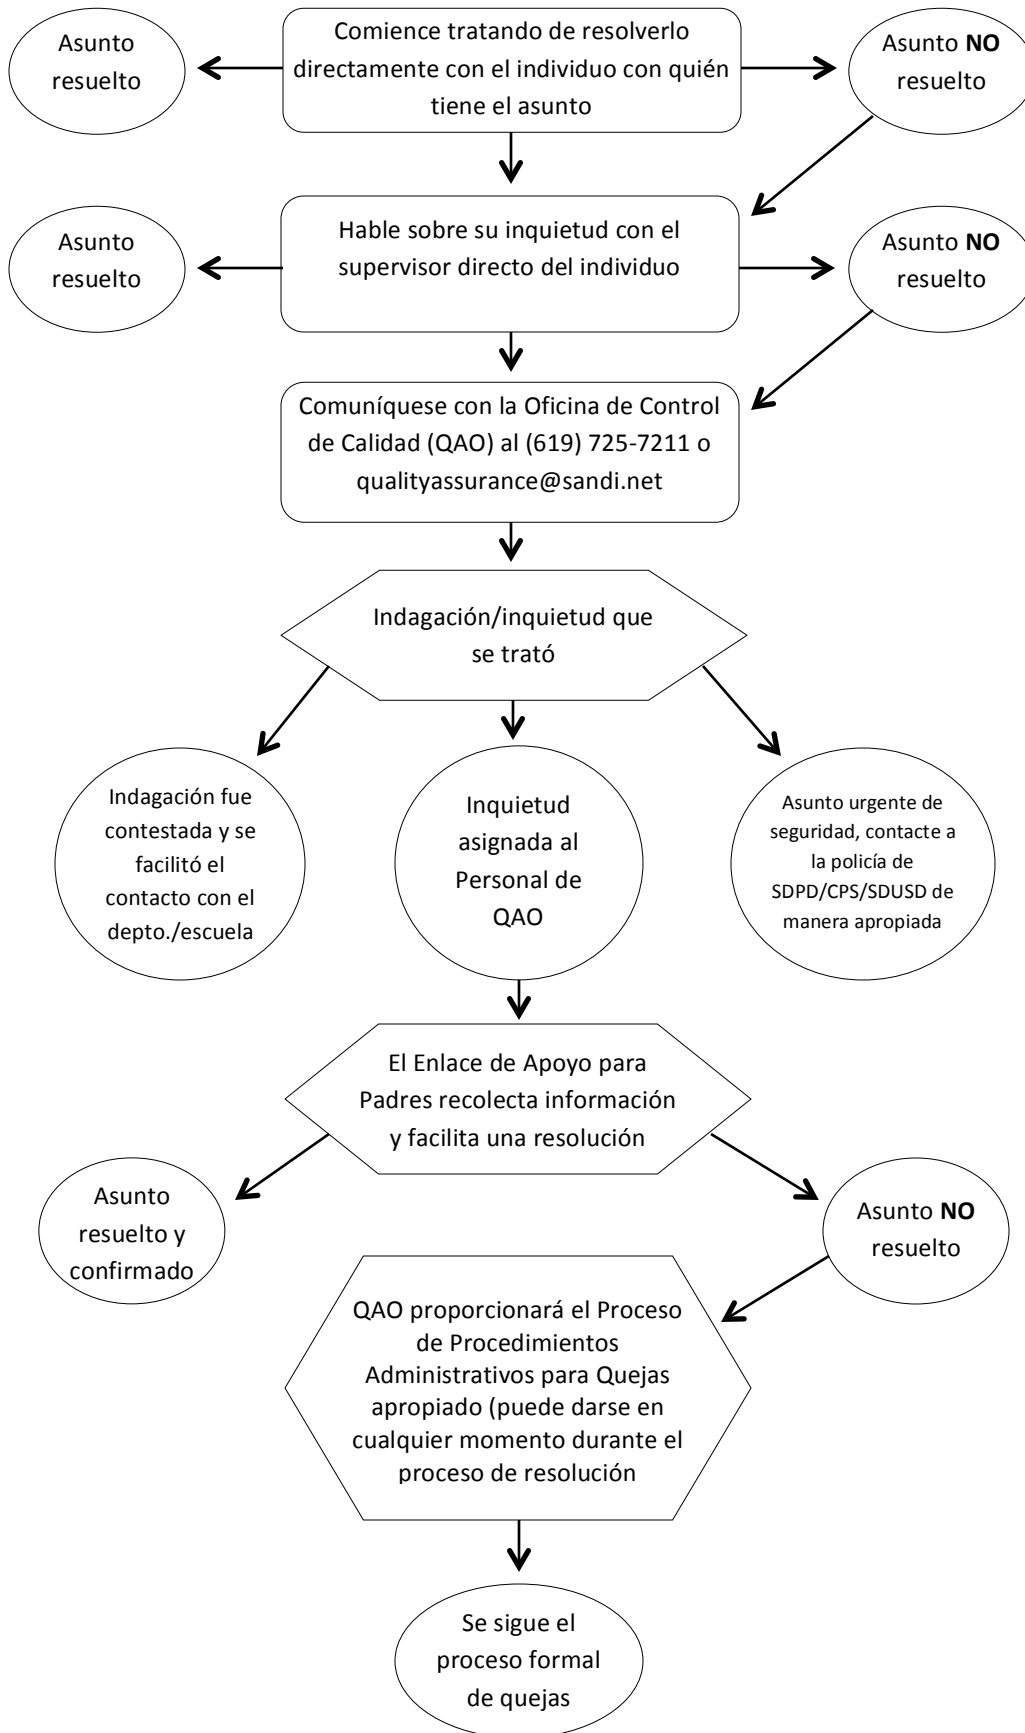 Asunto
resuelto
Comience tratando de resolverlo
directamente con el individuo con quién
tiene el asunto
Asunto NO
resuelto
Asunto
resuelto
Hable sobre su inquietud con el
supervisor directo del individuo
Asunto NO
resuelto
Comuníquese con la Oficina de Control
de Calidad (QAO) al (619) 725-7211 o
qualityassurance@sandi.net
Indagación/inquietud que
se trató
Indagación fue
contestada y se
facilitó el
contacto con el
depto./escuela
Inquietud
asignada al
Personal de
QAO
Asunto urgente de
seguridad, contacte a
la policía de
SDPD/CPS/SDUSD de
manera apropiada
El Enlace de Apoyo para
Padres recolecta información
y facilita una resolución
Asunto
resuelto y
confirmado
Asunto NO
resuelto
QAO proporcionará el Proceso
de Procedimientos
Administrativos para Quejas
apropiado (puede darse en
cualquier momento durante el
proceso de resolución
Se sigue el
proceso formal
de quejas